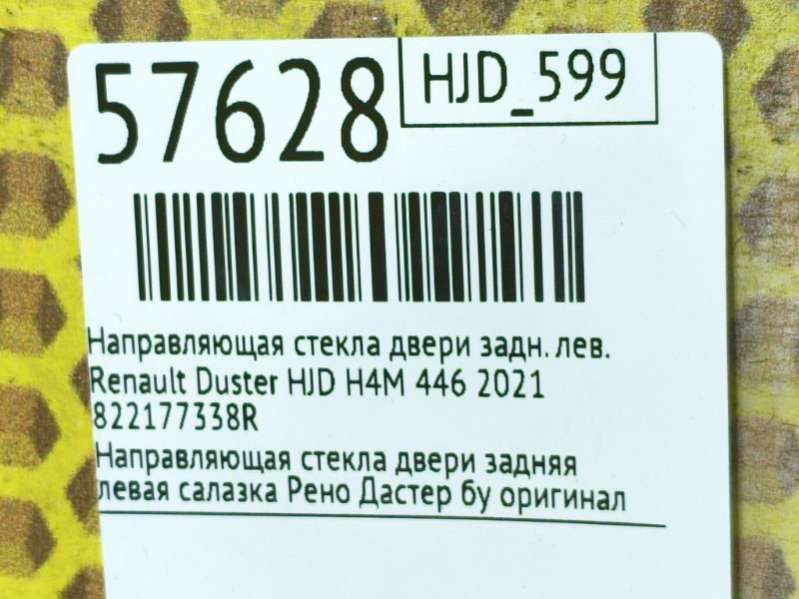 57628
HJD_599
Направляющая стекла двери задн. лев.
Renault Duster HJD H4M 446 2021
822177338R
Направляющая стекла двери задняя
левая салазка Рено Дастер бу оригинал